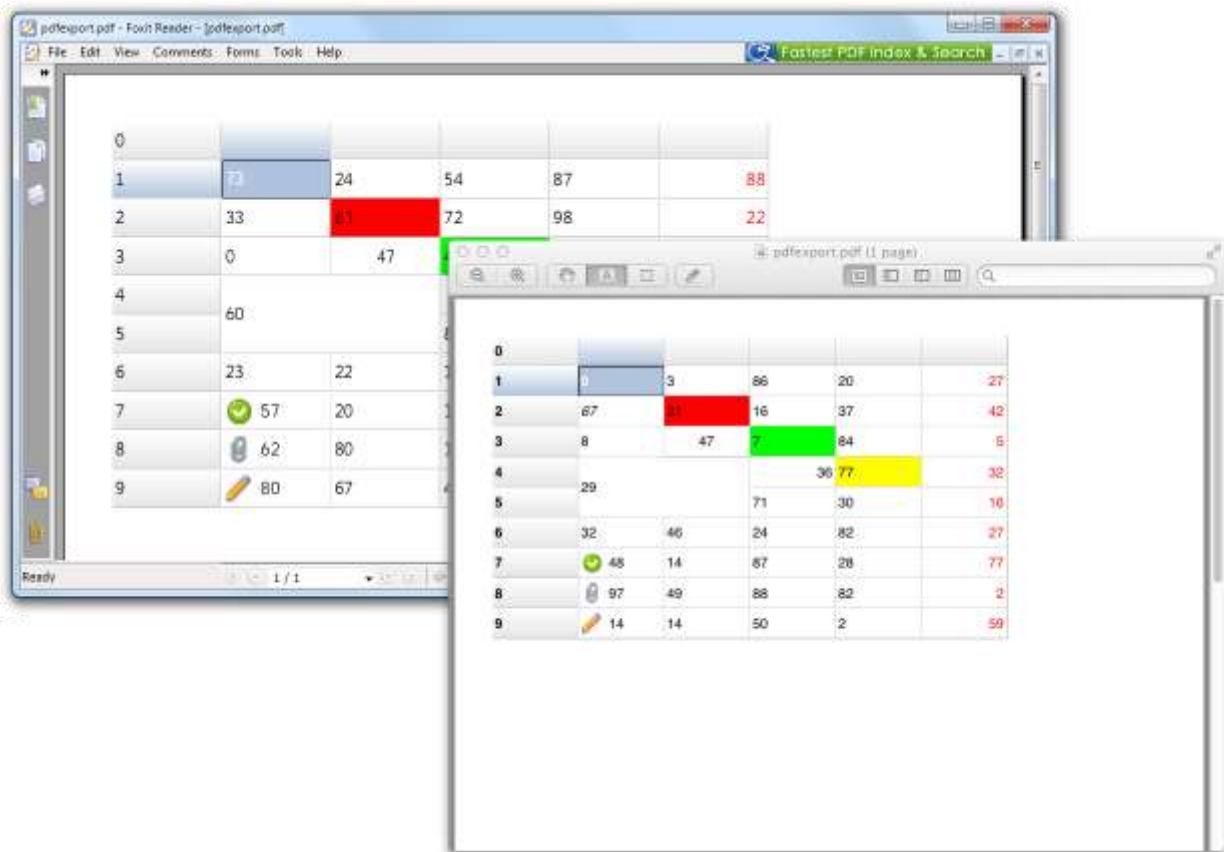 pdfexport.pdf - Foxit Reader - [pdfexport.pdf]
File Edit View Comments Forms Tools Help
Fastest PDF Index & Search
0
1 73 24 54 87 88
2 33 61 72 98 22
3 0 47
4
60
5
6 23 22
7 57 20
8 62 80
9 80 67
Ready
1 / 1
pdfexport.pdf (1 page)
A
0
1 3 86 20 27
2 67 21 16 37 42
3 8 47 7 84 5
4 36 77 32
29
5 71 30 16
6 32 46 24 82 27
7 48 14 87 28 77
8 97 49 88 82 2
9 14 14 50 2 59